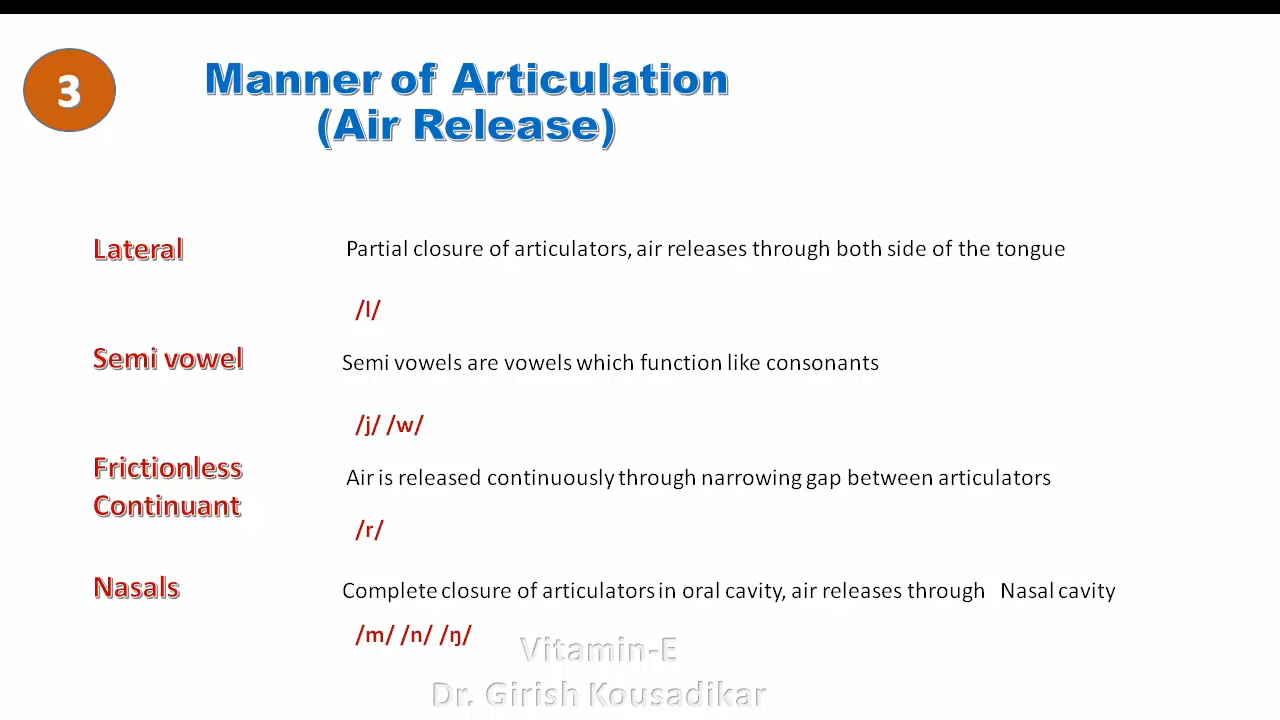 3
Manner of Articulation
(Air Release)
Lateral
Partial closure of articulators, air releases through both side of the tongue
/l/
Semi vowel
Semi vowels are vowels which function like consonants
/j/ /w/
Frictionless
Continuant
Air is released continuously through narrowing gap between articulators
/r/
Nasals
Complete closure of articulators in oral cavity, air releases through Nasal cavity
/m/ /n/ /ŋ/
Vitamin-E
Dr. Girish Kousadikar